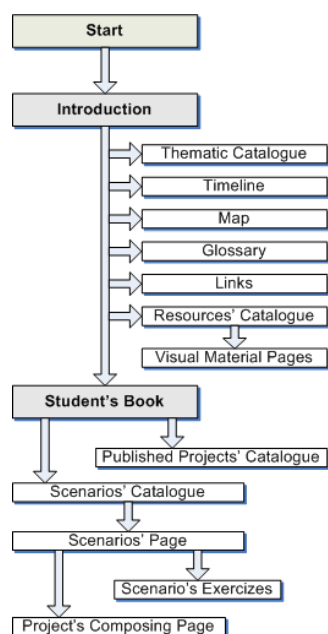 Start
Introduction
Thematic Catalogue
Timeline
Map
Glossary
Links
Resources' Catalogue
Visual Material Pages
Student's Book
Published Projects' Catalogue
Scenarios' Catalogue
Scenarios' Page
Scenario's Exercizes
Project's Composing Page